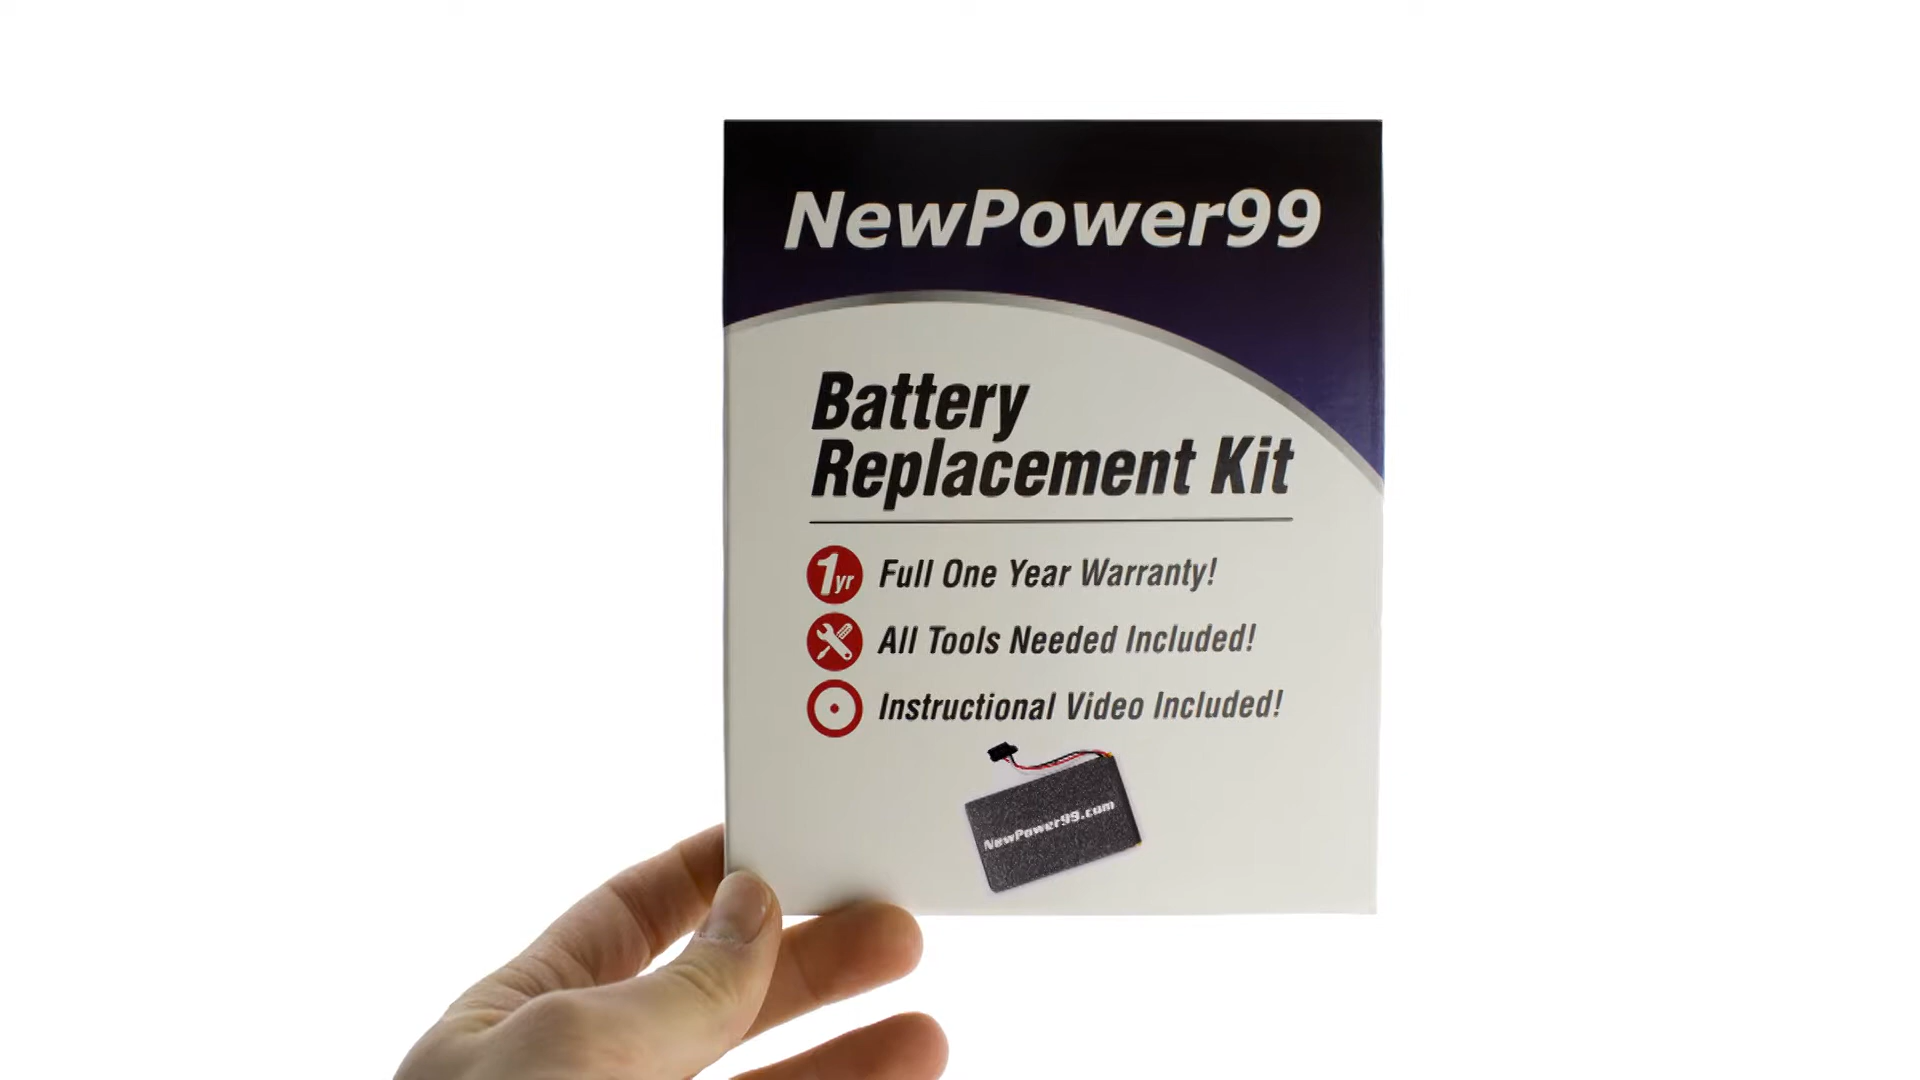 NewPower99
Battery
Replacement Kit
1yr
Full One Year Warranty!
All Tools Needed Included!
Instructional Video Included!
NewPower99.com